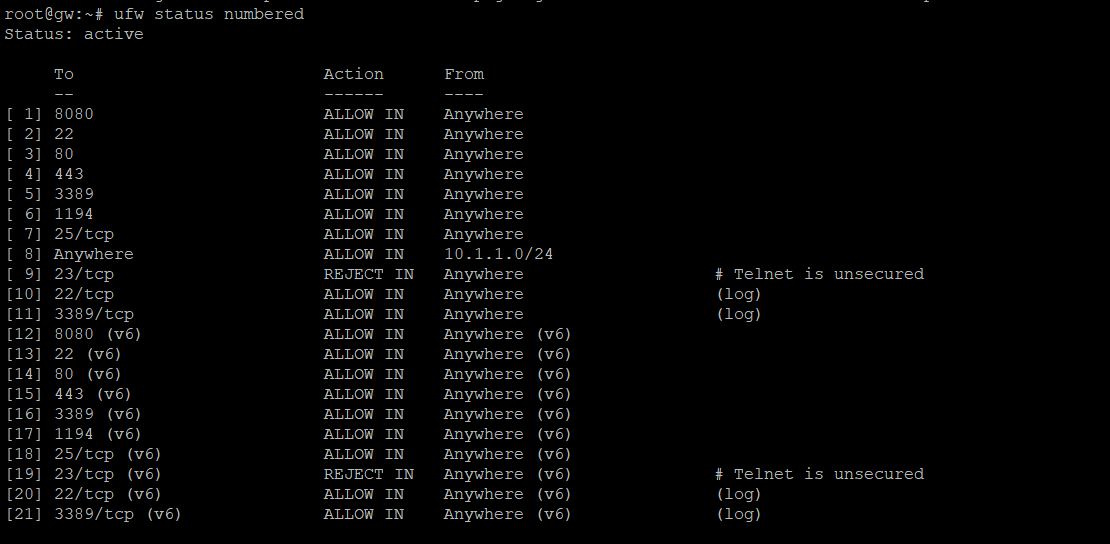 root@gw:~# ufw status numbered
Status: active
To Action From
-- ------ ----
[ 1] 8080 ALLOW IN Anywhere
[ 2] 22 ALLOW IN Anywhere
[ 3] 80 ALLOW IN Anywhere
[ 4] 443 ALLOW IN Anywhere
[ 5] 3389 ALLOW IN Anywhere
[ 6] 1194 ALLOW IN Anywhere
[ 7] 25/tcp ALLOW IN Anywhere
[ 8] Anywhere ALLOW IN 10.1.1.0/24
[ 9] 23/tcp REJECT IN Anywhere # Telnet is unsecured
[10] 22/tcp ALLOW IN Anywhere (log)
[11] 3389/tcp ALLOW IN Anywhere (log)
[12] 8080 (v6) ALLOW IN Anywhere (v6)
[13] 22 (v6) ALLOW IN Anywhere (v6)
[14] 80 (v6) ALLOW IN Anywhere (v6)
[15] 443 (v6) ALLOW IN Anywhere (v6)
[16] 3389 (v6) ALLOW IN Anywhere (v6)
[17] 1194 (v6) ALLOW IN Anywhere (v6)
[18] 25/tcp (v6) ALLOW IN Anywhere (v6)
[19] 23/tcp (v6) REJECT IN Anywhere (v6) # Telnet is unsecured
[20] 22/tcp (v6) ALLOW IN Anywhere (v6) (log)
[21] 3389/tcp (v6) ALLOW IN Anywhere (v6) (log)